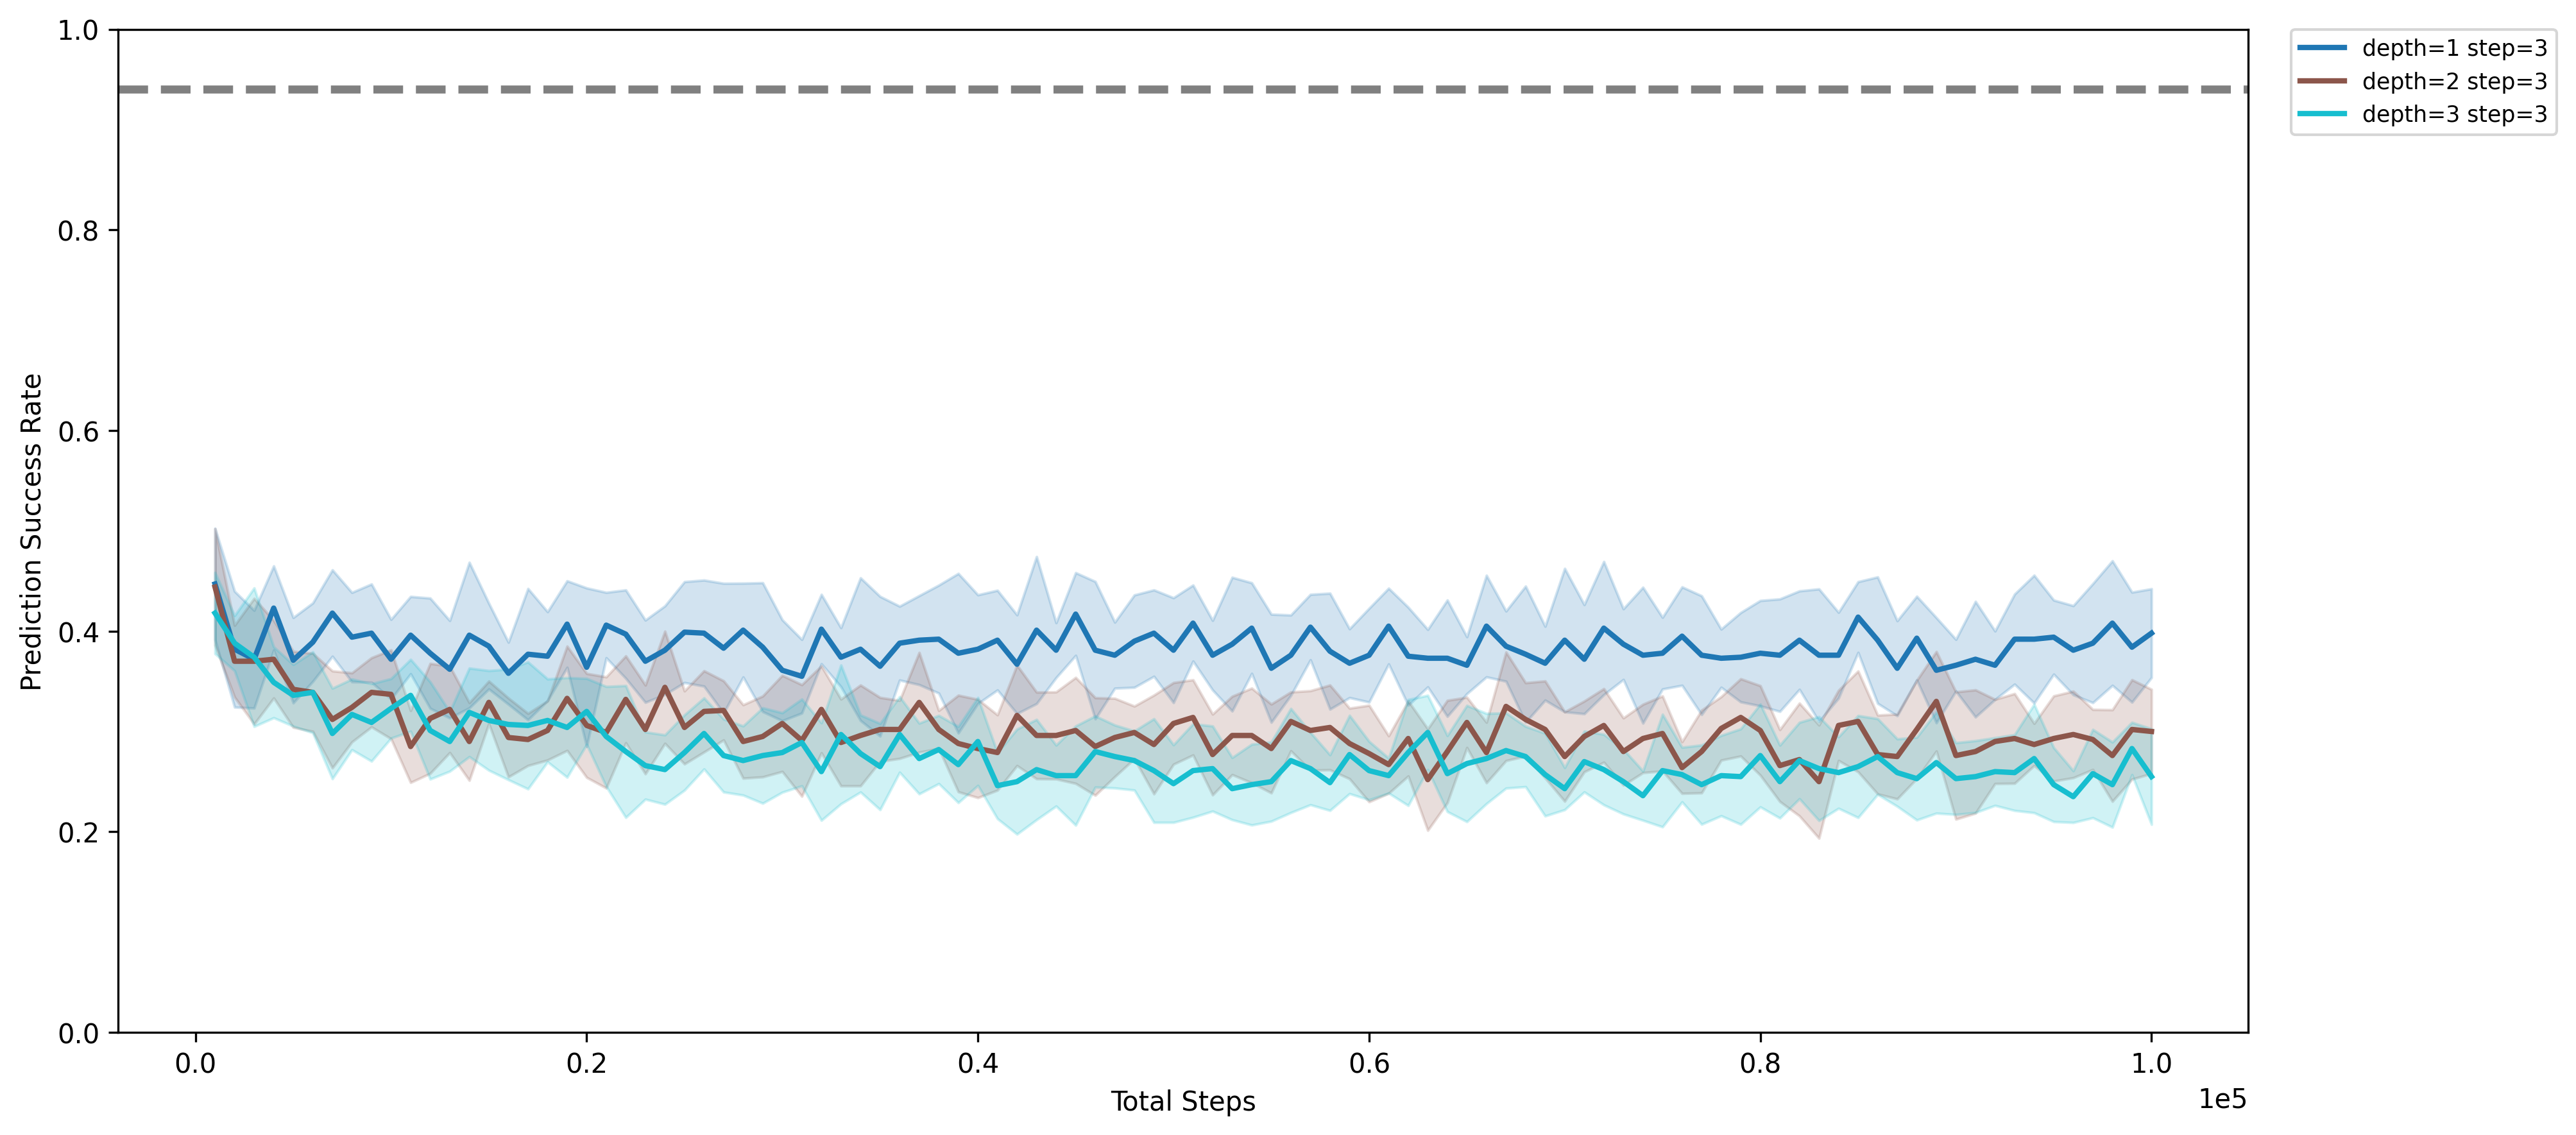 1.0
0.8
0.6
0.4
0.2
0.0
Prediction Success Rate
0.0 0.2 0.4 0.6 0.8 1.0
1e5
Total Steps
depth=1 step=3
depth=2 step=3
depth=3 step=3